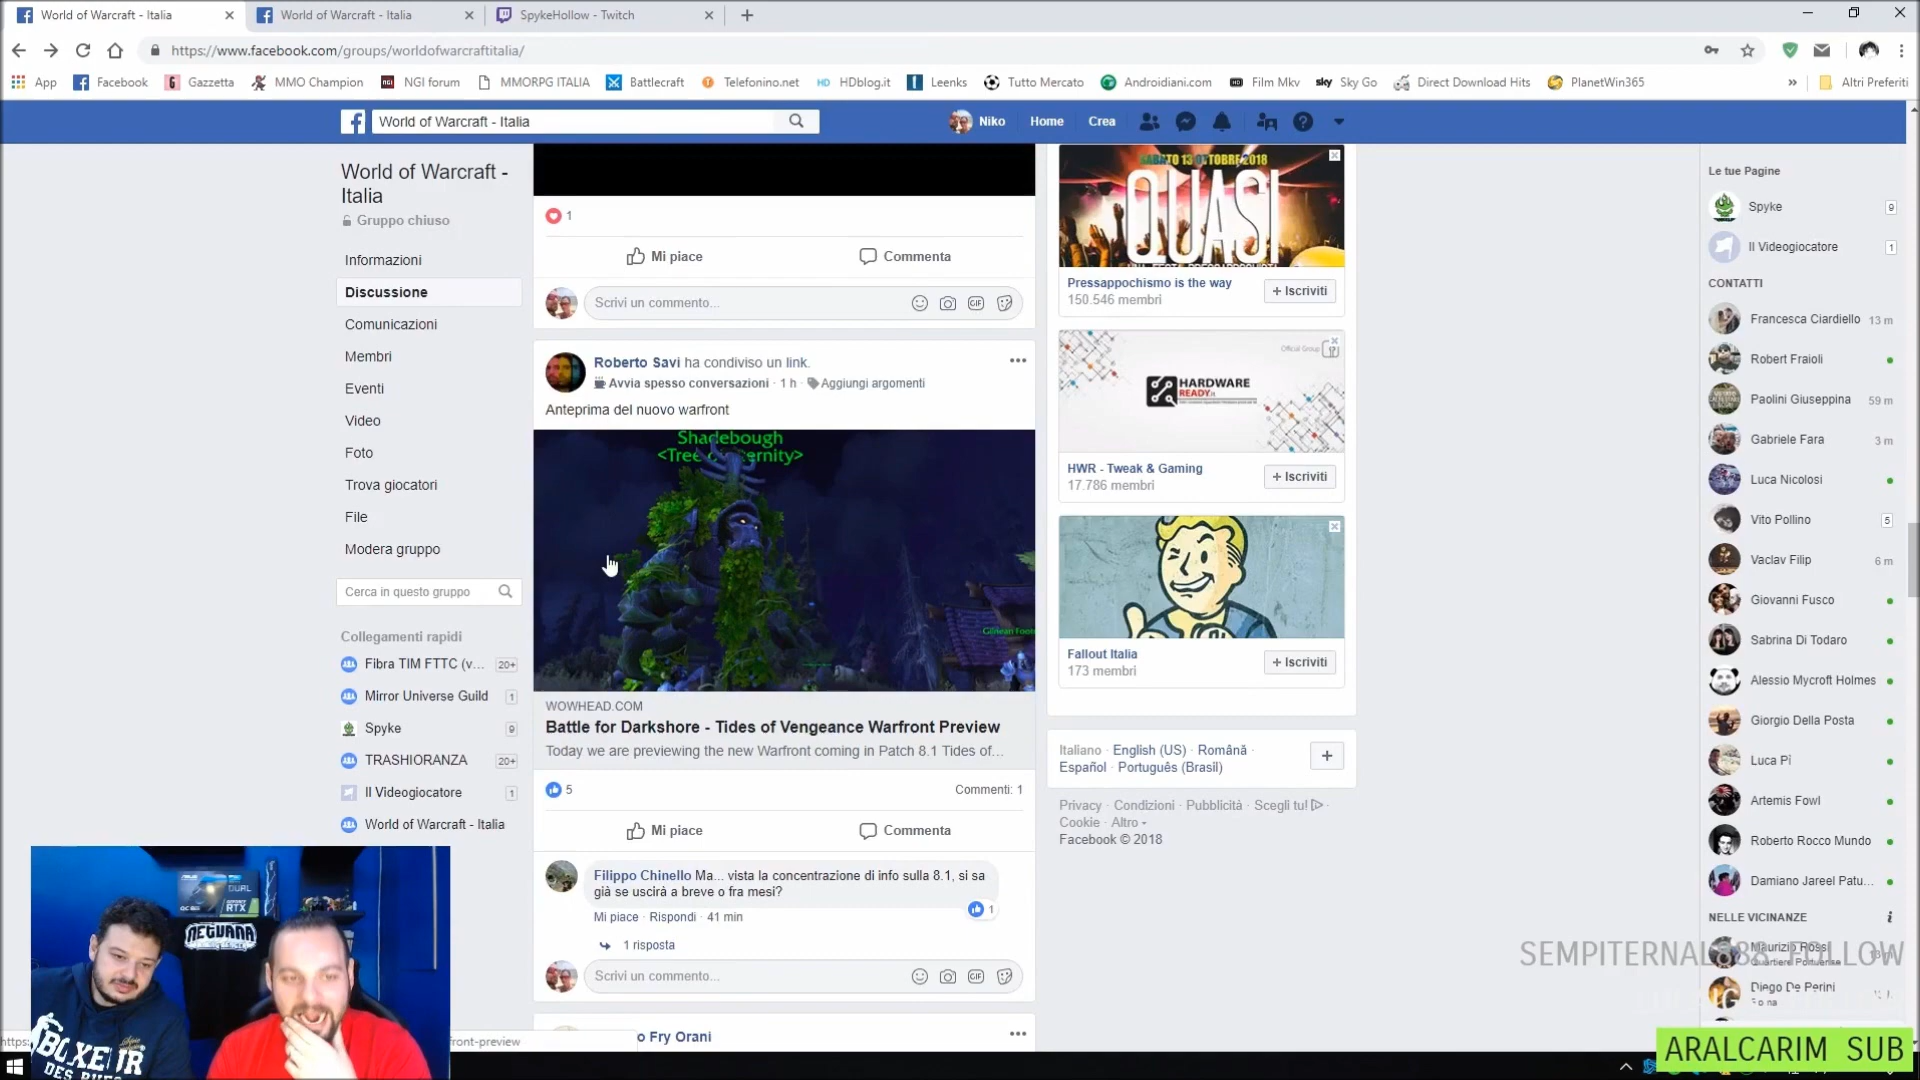 World of Warcraft - Italia
World of Warcraft - Italia
SpykeHollow - Twitch
https://www.facebook.com/groups/worldofwarcraftitalia/
App
Facebook
Gazzetta
MMO Champion
NGI forum
MMORPG ITALIA
Battlecraft
Telefonino.net
HDblog.it
Leenks
Tutto Mercato
Androidiani.com
Film Mkv
Sky Go
Direct Download Hits
PlanetWin365
»
Altri Preferiti
World of Warcraft - Italia
Niko
Home
Crea
World of Warcraft -
Italia
Gruppo chiuso
Informazioni
Discussione
Comunicazioni
Membri
Eventi
Video
Foto
Trova giocatori
File
Modera gruppo
Cerca in questo gruppo
Collegamenti rapidi
Fibra TIM FTTC (v... 20+
Mirror Universe Guild 1
Spyke 9
TRASHIORANZA 20+
Il Videogiocatore 1
World of Warcraft - Italia
1
Mi piace
Commenta
Scrivi un commento...
GIF
Roberto Savi ha condiviso un link.
Avvia spesso conversazioni · 1 h · Aggiungi argomenti
Anteprima del nuovo warfront
Shadebough
WOWHEAD.COM
Battle for Darkshore - Tides of Vengeance Warfront Preview
Today we are previewing the new Warfront coming in Patch 8.1 Tides of...
5
Commenti: 1
Mi piace
Commenta
Filippo Chinello Ma... vista la concentrazione di info sulla 8.1, si sa
già se uscirà a breve o fra mesi?
1
Mi piace · Rispondi · 41 min
1 risposta
Scrivi un commento...
GIF
o Fry Orani
SABATO 13 OTTOBRE 2018
QUASI
Pressappochismo is the way
150.546 membri
+ Iscriviti
Official Group
HARDWARE
READY.it
HWR - Tweak & Gaming
17.786 membri
+ Iscriviti
Fallout Italia
173 membri
+ Iscriviti
Italiano · English (US) · Română ·
Español · Português (Brasil)
+
Privacy · Condizioni · Pubblicità · Scegli tu! ·
Cookie · Altro
Facebook © 2018
Le tue Pagine
Spyke 9
Il Videogiocatore 1
CONTATTI
Francesca Ciardiello 13 m
Robert Fraioli
Paolini Giuseppina 59 m
Gabriele Fara 3 m
Luca Nicolosi
Vito Pollino 5
Vaclav Filip 6 m
Giovanni Fusco
Sabrina Di Todaro
Alessio Mycroft Holmes
Giorgio Della Posta
Luca Pi
Artemis Fowl
Roberto Rocco Mundo
Damiano Jareel Patu...
NELLE VICINANZE
Maurizio Rossi
Diego De Perini
ASUS
DUAL
RTX
NETVANA
BOXEUR
DES RUES
https:
ront-preview
ARALCARIM SUB